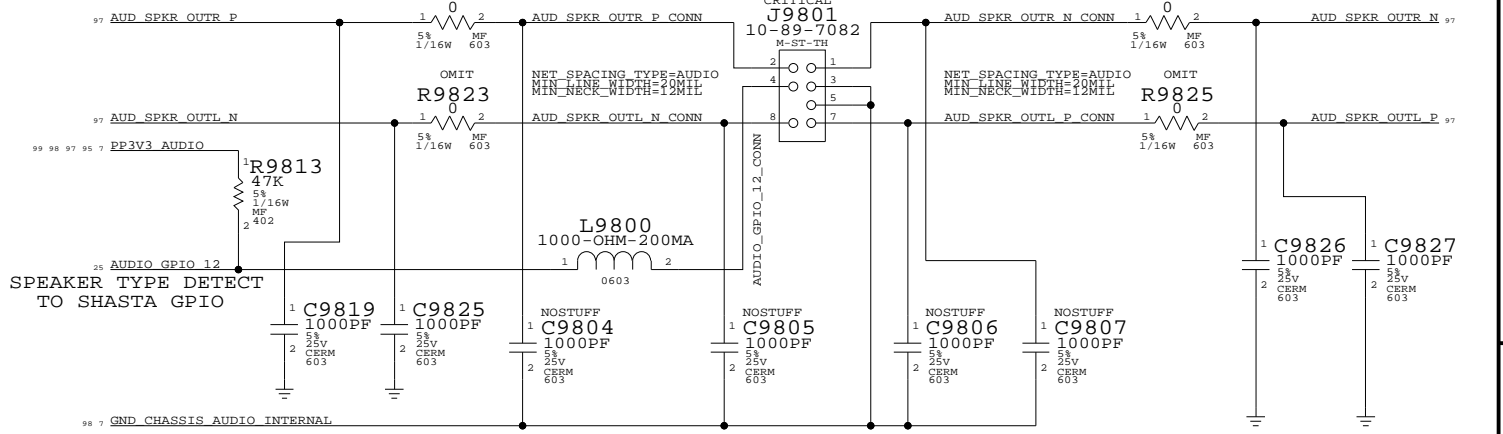 97 AUD_SPKR_OUTR_P
1 0 2
5%
1/16W
MF
603
AUD_SPKR_OUTR_P_CONN
CRITICAL
J9801
10-89-7082
M-ST-TH
2 1
4 3
5
8 7
AUD_SPKR_OUTR_N_CONN
1 0 2
5%
1/16W
MF
603
AUD_SPKR_OUTR_N 97
OMIT
R9823
0
1 2
5%
1/16W
MF
603
NET_SPACING_TYPE=AUDIO
MIN_LINE_WIDTH=20MIL
MIN_NECK_WIDTH=12MIL
NET_SPACING_TYPE=AUDIO
MIN_LINE_WIDTH=20MIL
MIN_NECK_WIDTH=12MIL
OMIT
R9825
0
1 2
5%
1/16W
MF
603
97 AUD_SPKR_OUTL_N
AUD_SPKR_OUTL_N_CONN
AUD_SPKR_OUTL_P_CONN
AUD_SPKR_OUTL_P 97
99 98 97 95 7 PP3V3_AUDIO
1
R9813
47K
5%
1/16W
MF
402
2
AUDIO_GPIO_12_CONN
L9800
1000-OHM-200MA
1 2
0603
25 AUDIO_GPIO_12
SPEAKER TYPE DETECT
TO SHASTA GPIO
1
C9819
1000PF
5%
25V
CERM
603
2
1
C9825
1000PF
5%
25V
CERM
603
2
NOSTUFF
1
C9804
1000PF
5%
25V
CERM
603
2
NOSTUFF
1
C9805
1000PF
5%
25V
CERM
603
2
NOSTUFF
1
C9806
1000PF
5%
25V
CERM
603
2
NOSTUFF
1
C9807
1000PF
5%
25V
CERM
603
2
1
C9826
1000PF
5%
25V
CERM
603
2
1
C9827
1000PF
5%
25V
CERM
603
2
98 7 GND_CHASSIS_AUDIO_INTERNAL